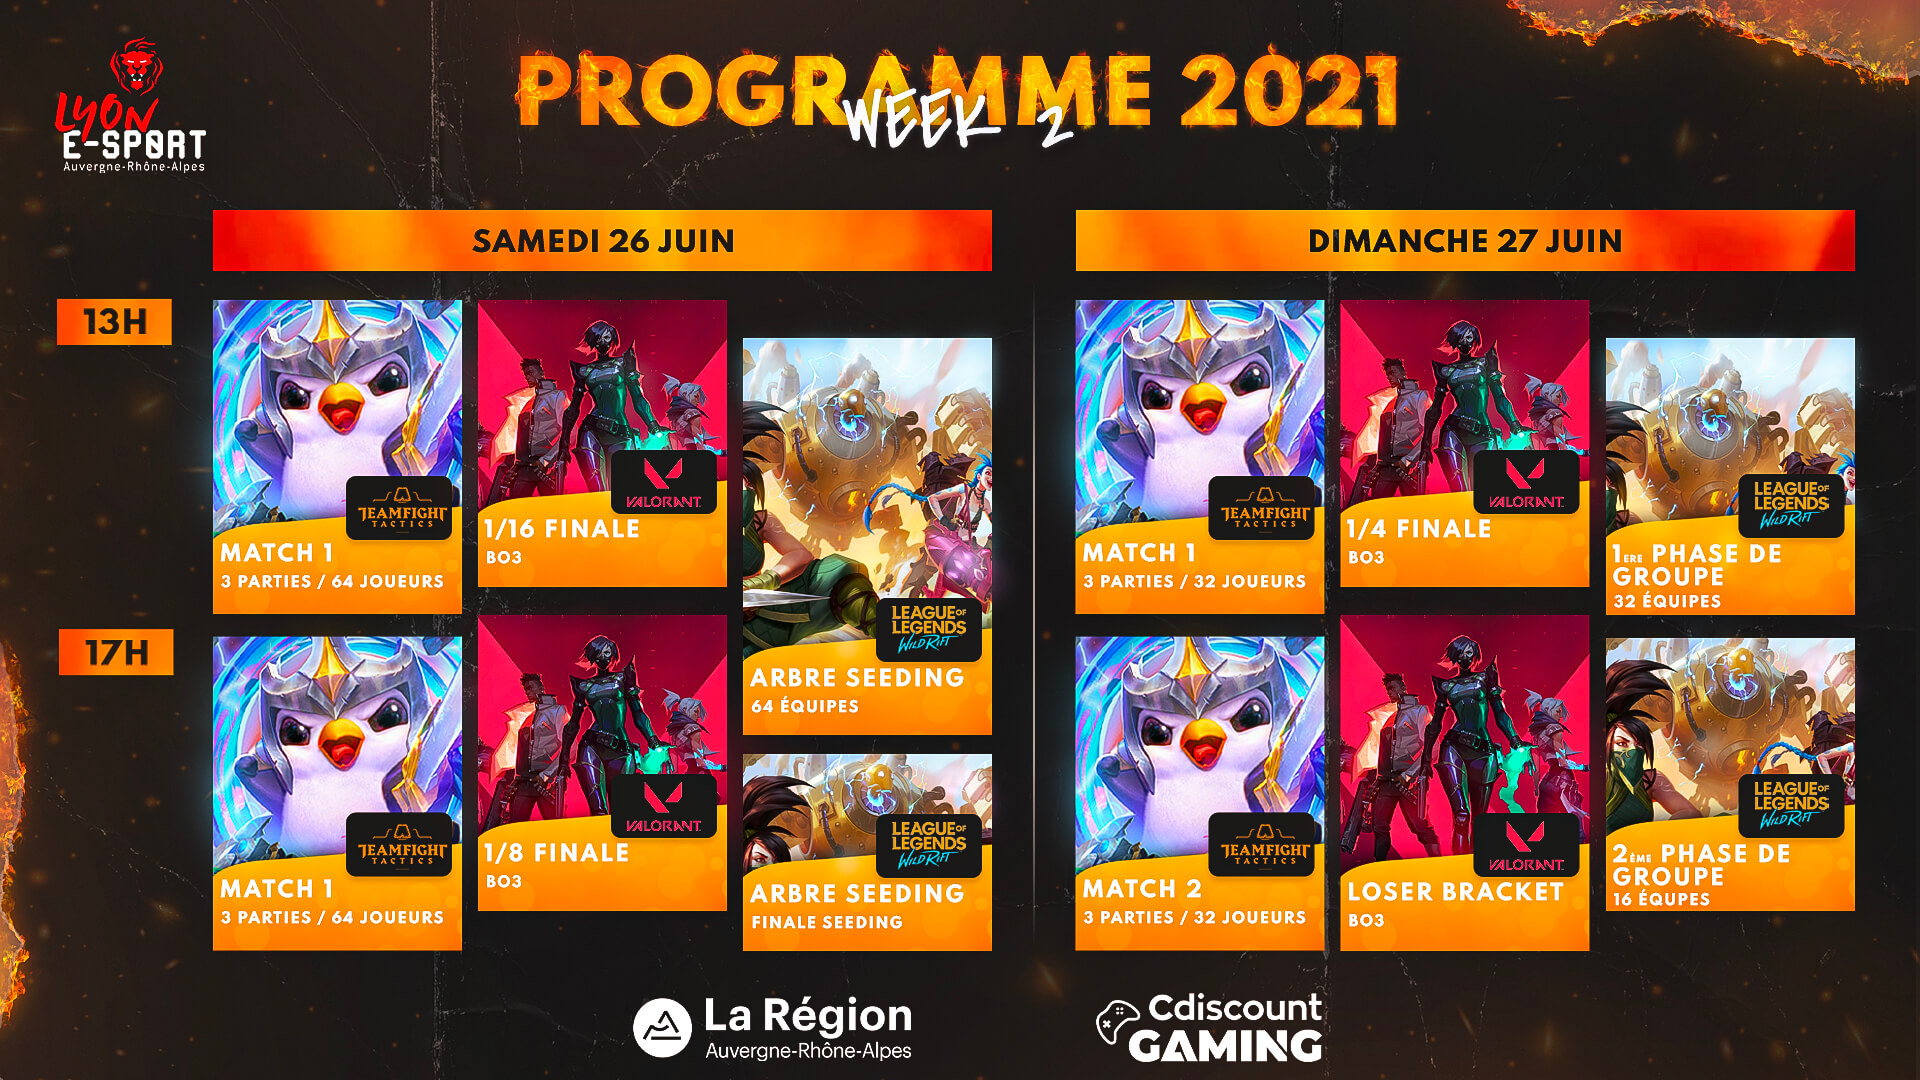 LYON
E-SPORT
Auvergne-Rhône-Alpes
PROGRAMME 2021
WEEK 2
SAMEDI 26 JUIN
DIMANCHE 27 JUIN
13H
TEAMFIGHT
TACTICS
MATCH 1
3 PARTIES / 64 JOUEURS
VALORANT
1/16 FINALE
BO3
LEAGUE OF
LEGENDS
WILD RIFT
ARBRE SEEDING
64 ÉQUIPES
TEAMFIGHT
TACTICS
MATCH 1
3 PARTIES / 32 JOUEURS
VALORANT
1/4 FINALE
BO3
LEAGUE OF
LEGENDS
WILD RIFT
1ERE PHASE DE
GROUPE
32 ÉQUIPES
17H
TEAMFIGHT
TACTICS
MATCH 1
3 PARTIES / 64 JOUEURS
VALORANT
1/8 FINALE
BO3
LEAGUE OF
LEGENDS
WILD RIFT
ARBRE SEEDING
FINALE SEEDING
TEAMFIGHT
TACTICS
MATCH 2
3 PARTIES / 32 JOUEURS
VALORANT
LOSER BRACKET
BO3
LEAGUE OF
LEGENDS
WILD RIFT
2ÈME PHASE DE
GROUPE
16 ÉQUPES
La Région
Auvergne-Rhône-Alpes
Cdiscount
GAMING